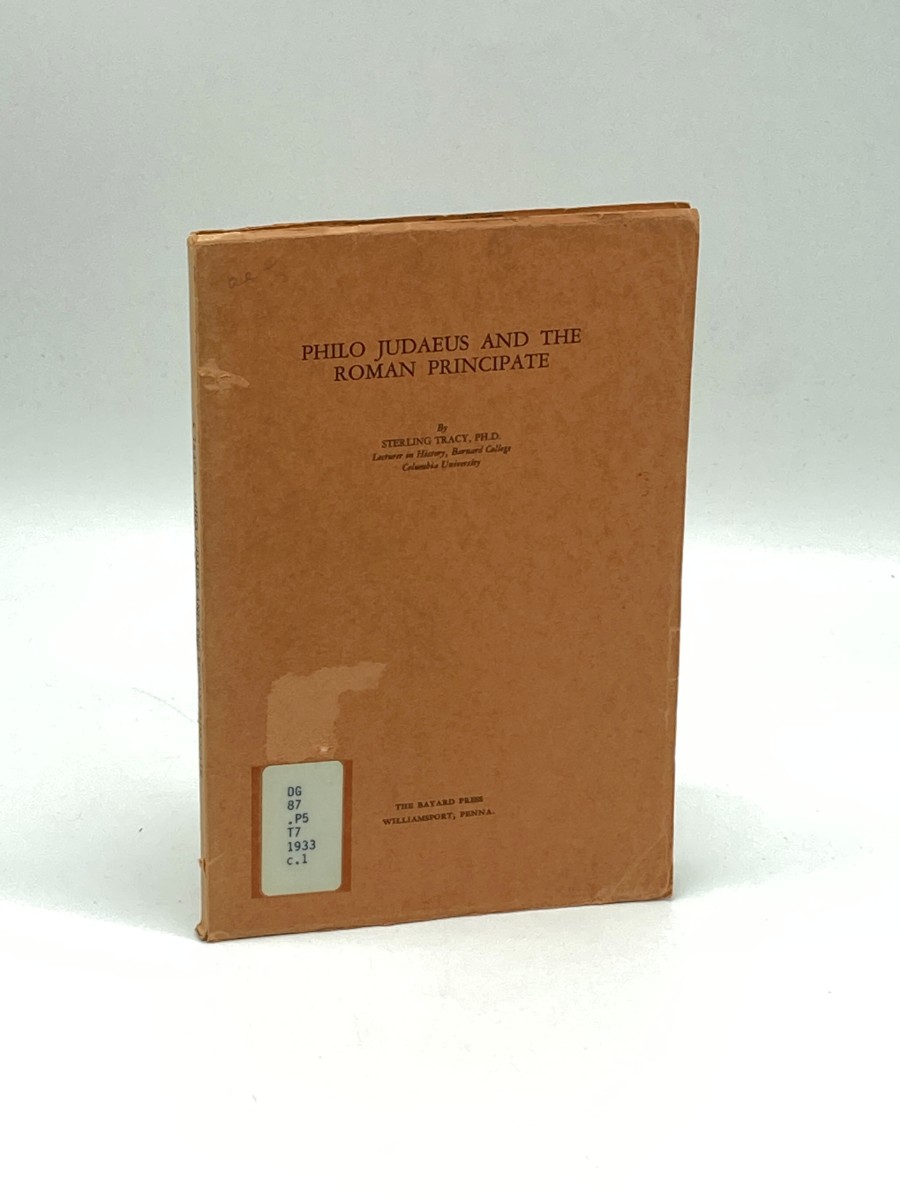 PHILO JUDAEUS AND THE
ROMAN PRINCIPATE
By
STERLING TRACY, PH.D.
Lecturer in History, Barnard College
Columbia University
DG
87
.P5
T7
1933
c.1
THE BAYARD PRESS
WILLIAMSPORT, PENNA.